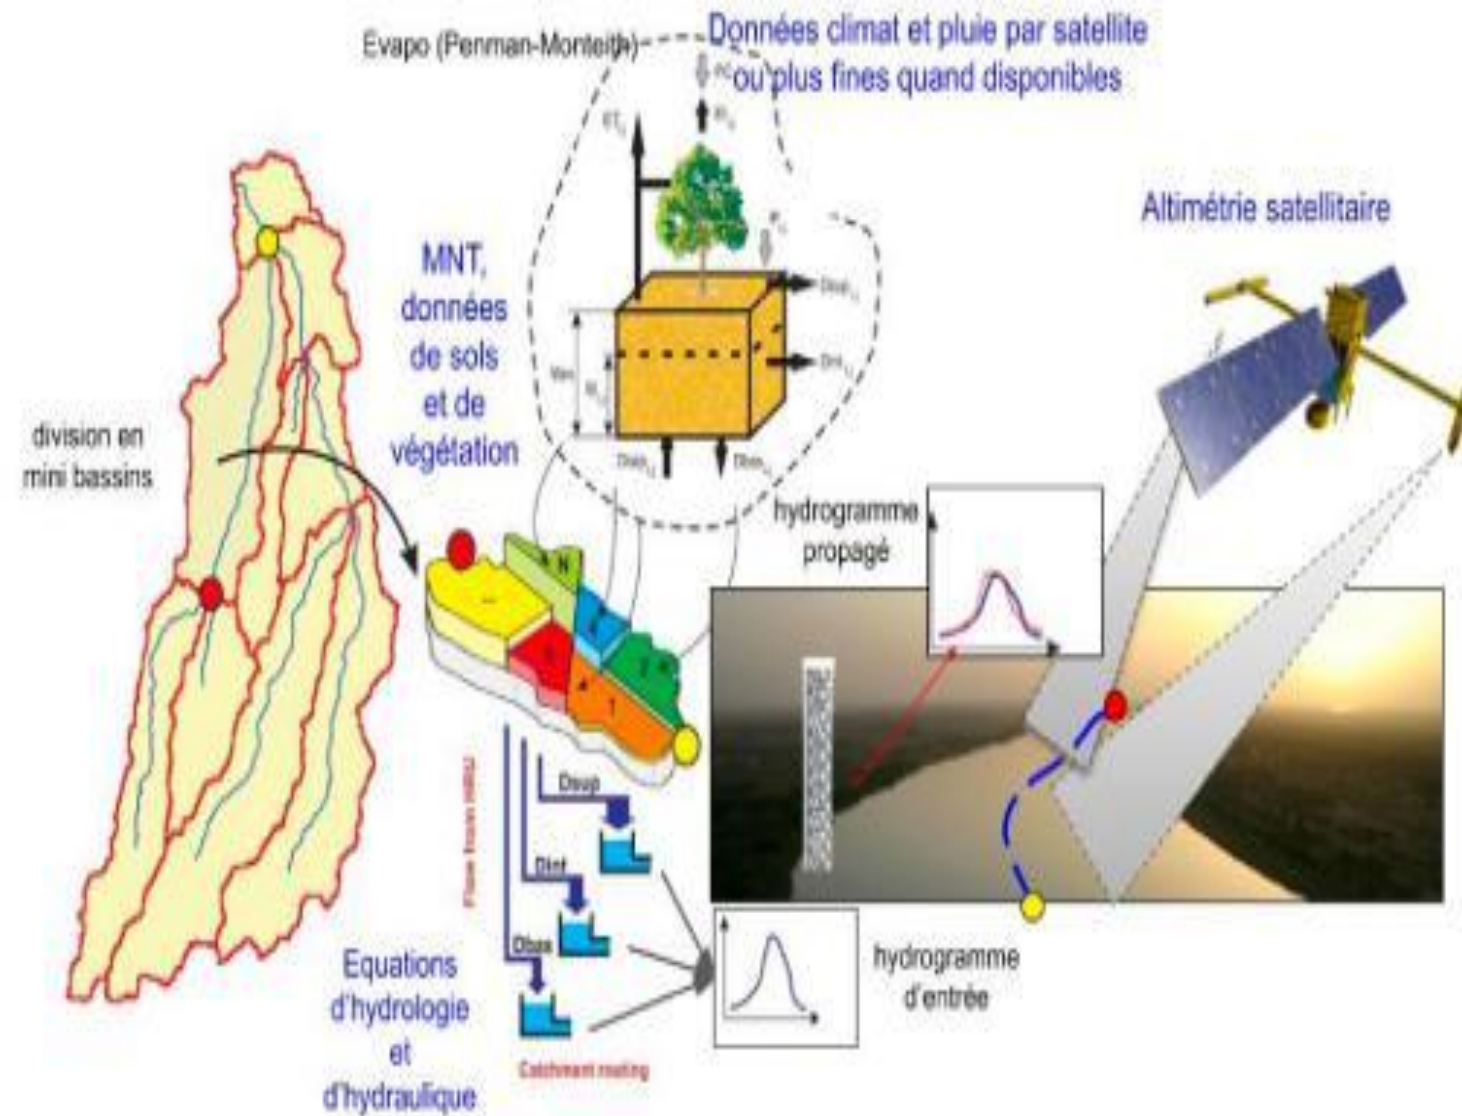 Evapo (Penman-Monteith)
Données climat et pluie par satellite
ou plus fines quand disponibles
Altimétrie satellitaire
MNT,
données
de sols
et de
végétation
division en
mini bassins
hydrogramme
propagé
N
1
Dsup
Dint
Dbas
Equations
d'hydrologie
et
d'hydraulique
Catchment routing
hydrogramme
d'entrée